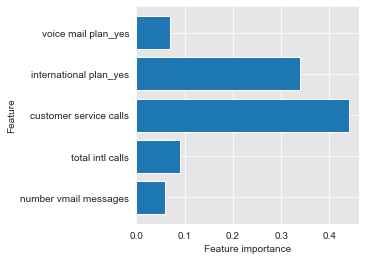 voice mail plan_yes
international plan_yes
customer service calls
total intl calls
number vmail messages
Feature
0.0 0.1 0.2 0.3 0.4
Feature importance